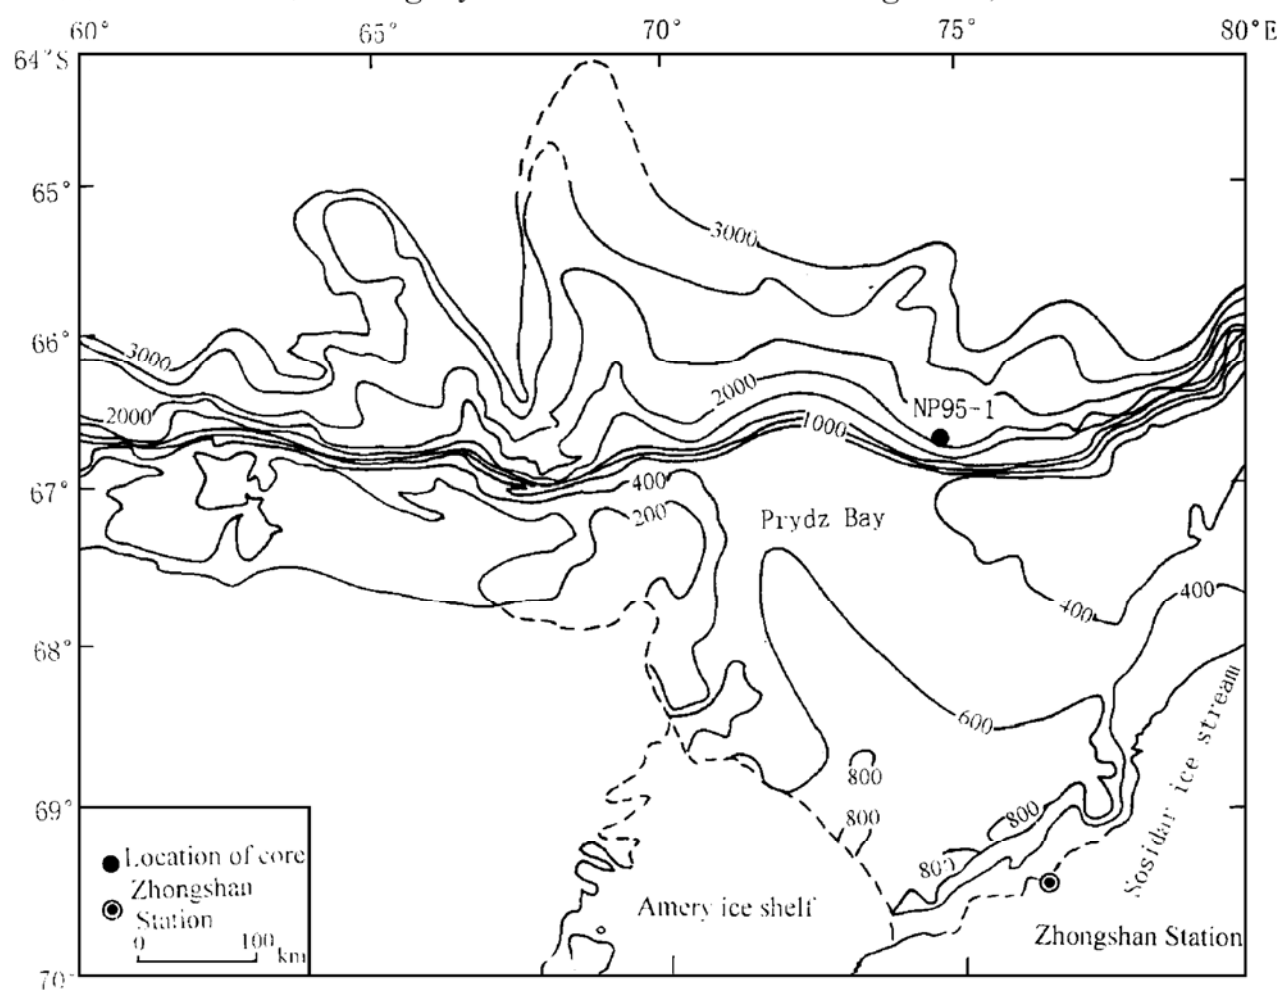 60° 65° 70° 75° 80°E
64°S
65°
3000
66°
3000
2000
2000
NP95-1
1000
67°
400
200
Prydz Bay
400
400
68°
600
Sosidar ice stream
800
69°
800
800
800
Location of core
Zhongshan
Station
0 100 km
Amery ice shelf
Zhongshan Station
70°